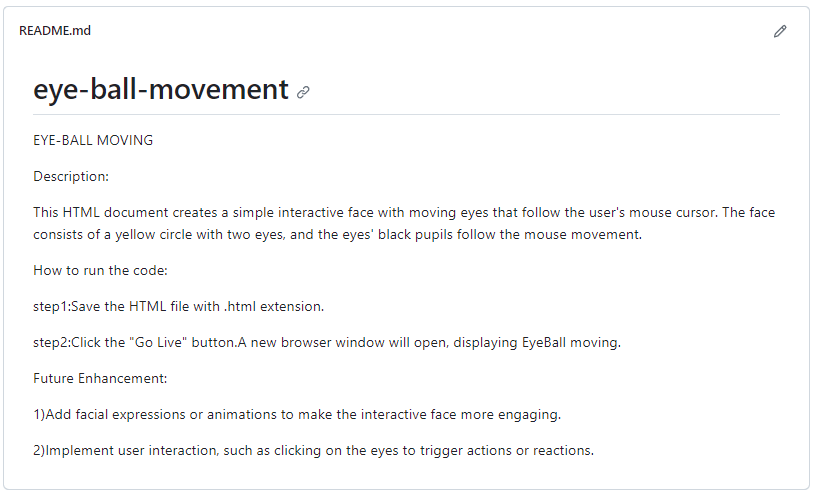 README.md
eye-ball-movement
EYE-BALL MOVING
Description:
This HTML document creates a simple interactive face with moving eyes that follow the user's mouse cursor. The face
consists of a yellow circle with two eyes, and the eyes' black pupils follow the mouse movement.
How to run the code:
step1:Save the HTML file with .html extension.
step2:Click the "Go Live" button.A new browser window will open, displaying EyeBall moving.
Future Enhancement:
1)Add facial expressions or animations to make the interactive face more engaging.
2)Implement user interaction, such as clicking on the eyes to trigger actions or reactions.